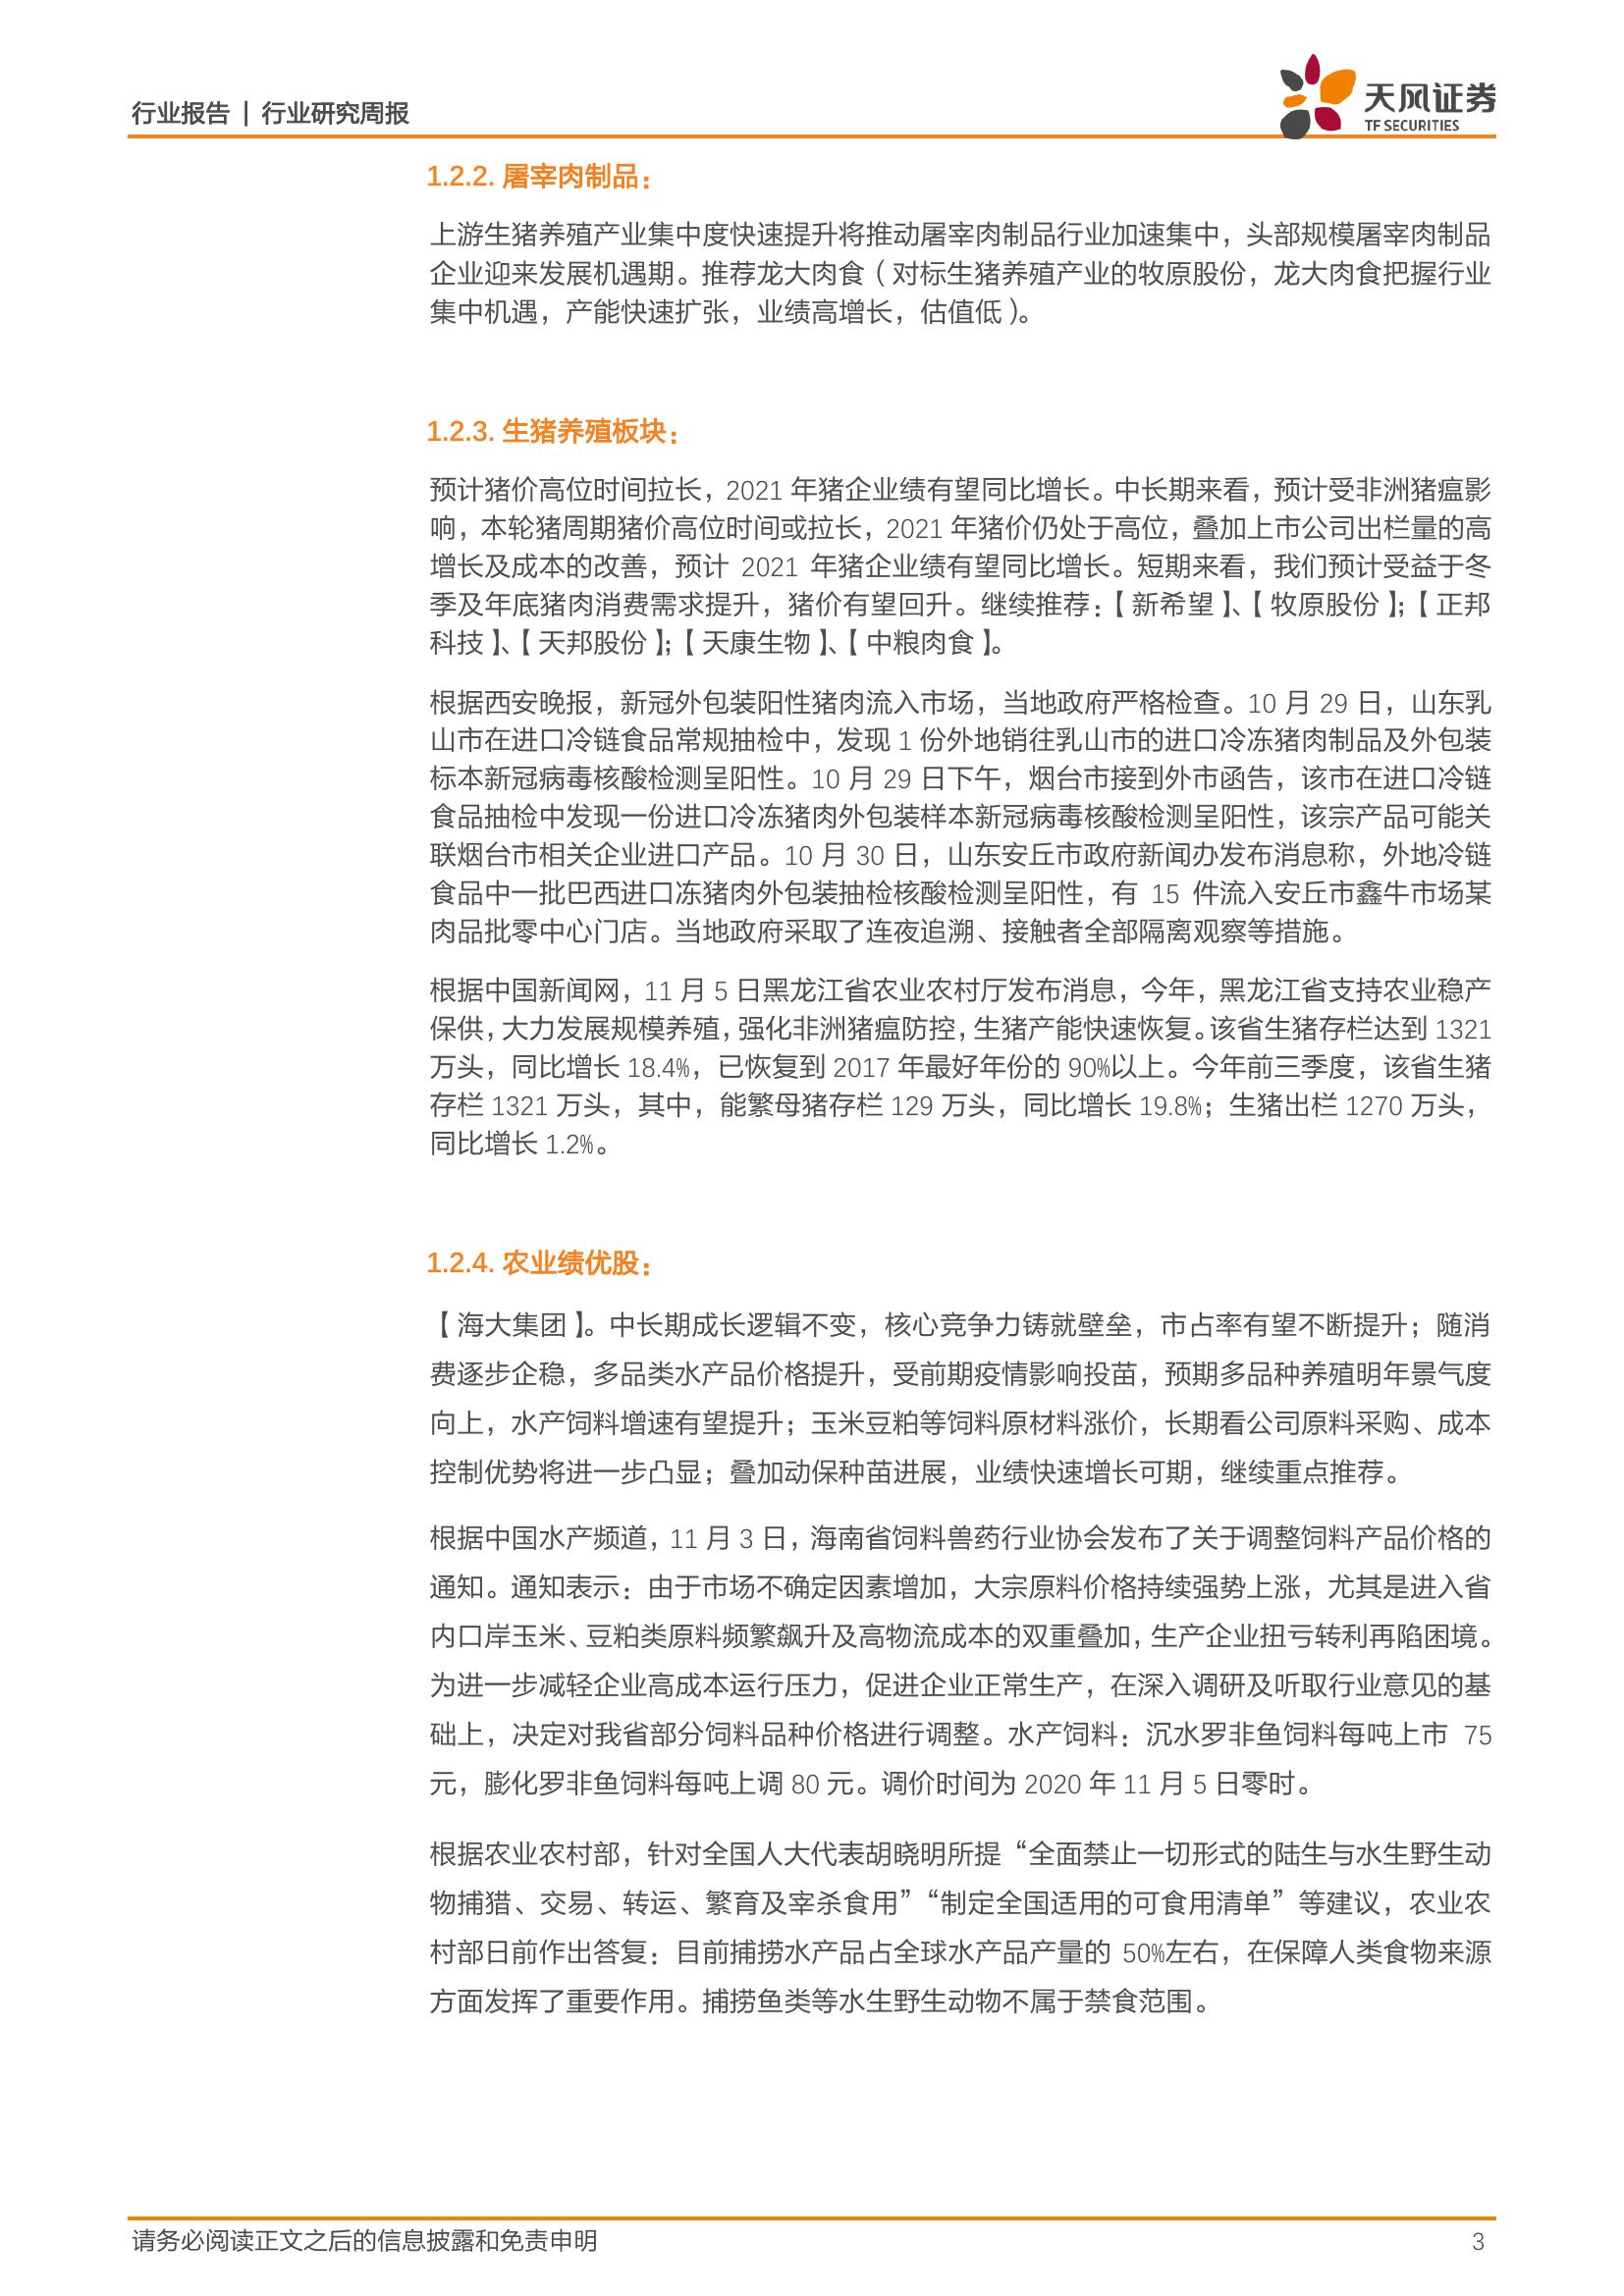 行业报告 | 行业研究周报
天风证券
TF SECURITIES
1.2.2. 屠宰肉制品：
上游生猪养殖产业集中度快速提升将推动屠宰肉制品行业加速集中，头部规模屠宰肉制品
企业迎来发展机遇期。推荐龙大肉食（对标生猪养殖产业的牧原股份，龙大肉食把握行业
集中机遇，产能快速扩张，业绩高增长，估值低）。
1.2.3. 生猪养殖板块：
预计猪价高位时间拉长，2021 年猪企业绩有望同比增长。中长期来看，预计受非洲猪瘟影
响，本轮猪周期猪价高位时间或拉长，2021 年猪价仍处于高位，叠加上市公司出栏量的高
增长及成本的改善，预计 2021 年猪企业绩有望同比增长。短期来看，我们预计受益于冬
季及年底猪肉消费需求提升，猪价有望回升。继续推荐：【新希望】、【牧原股份】；【正邦
科技】、【天邦股份】；【天康生物】、【中粮肉食】。
根据西安晚报，新冠外包装阳性猪肉流入市场，当地政府严格检查。10 月 29 日，山东乳
山市在进口冷链食品常规抽检中，发现 1 份外地销往乳山市的进口冷冻猪肉制品及外包装
标本新冠病毒核酸检测呈阳性。10 月 29 日下午，烟台市接到外市函告，该市在进口冷链
食品抽检中发现一份进口冷冻猪肉外包装样本新冠病毒核酸检测呈阳性，该宗产品可能关
联烟台市相关企业进口产品。10 月 30 日，山东安丘市政府新闻办发布消息称，外地冷链
食品中一批巴西进口冻猪肉外包装抽检核酸检测呈阳性，有 15 件流入安丘市鑫牛市场某
肉品批零中心门店。当地政府采取了连夜追溯、接触者全部隔离观察等措施。
根据中国新闻网，11 月 5 日黑龙江省农业农村厅发布消息，今年，黑龙江省支持农业稳产
保供，大力发展规模养殖，强化非洲猪瘟防控，生猪产能快速恢复。该省生猪存栏达到 1321
万头，同比增长 18.4%，已恢复到 2017 年最好年份的 90%以上。今年前三季度，该省生猪
存栏 1321 万头，其中，能繁母猪存栏 129 万头，同比增长 19.8%；生猪出栏 1270 万头，
同比增长 1.2%。
1.2.4. 农业绩优股：
【海大集团】。中长期成长逻辑不变，核心竞争力铸就壁垒，市占率有望不断提升；随消
费逐步企稳，多品类水产品价格提升，受前期疫情影响投苗，预期多品种养殖明年景气度
向上，水产饲料增速有望提升；玉米豆粕等饲料原材料涨价，长期看公司原料采购、成本
控制优势将进一步凸显；叠加动保种苗进展，业绩快速增长可期，继续重点推荐。
根据中国水产频道，11 月 3 日，海南省饲料兽药行业协会发布了关于调整饲料产品价格的
通知。通知表示：由于市场不确定因素增加，大宗原料价格持续强势上涨，尤其是进入省
内口岸玉米、豆粕类原料频繁飙升及高物流成本的双重叠加，生产企业扭亏转利再陷困境。
为进一步减轻企业高成本运行压力，促进企业正常生产，在深入调研及听取行业意见的基
础上，决定对我省部分饲料品种价格进行调整。水产饲料：沉水罗非鱼饲料每吨上市 75
元，膨化罗非鱼饲料每吨上调 80 元。调价时间为 2020 年 11 月 5 日零时。
根据农业农村部，针对全国人大代表胡晓明所提“全面禁止一切形式的陆生与水生野生动
物捕猎、交易、转运、繁育及宰杀食用”“制定全国适用的可食用清单”等建议，农业农
村部日前作出答复：目前捕捞水产品占全球水产品产量的 50%左右，在保障人类食物来源
方面发挥了重要作用。捕捞鱼类等水生野生动物不属于禁食范围。
请务必阅读正文之后的信息披露和免责申明
3